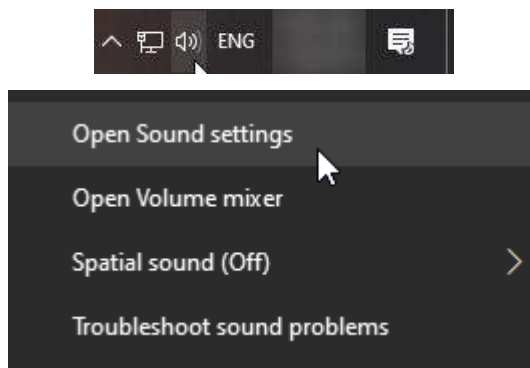 ENG
Open Sound settings
Open Volume mixer
Spatial sound (Off)
Troubleshoot sound problems